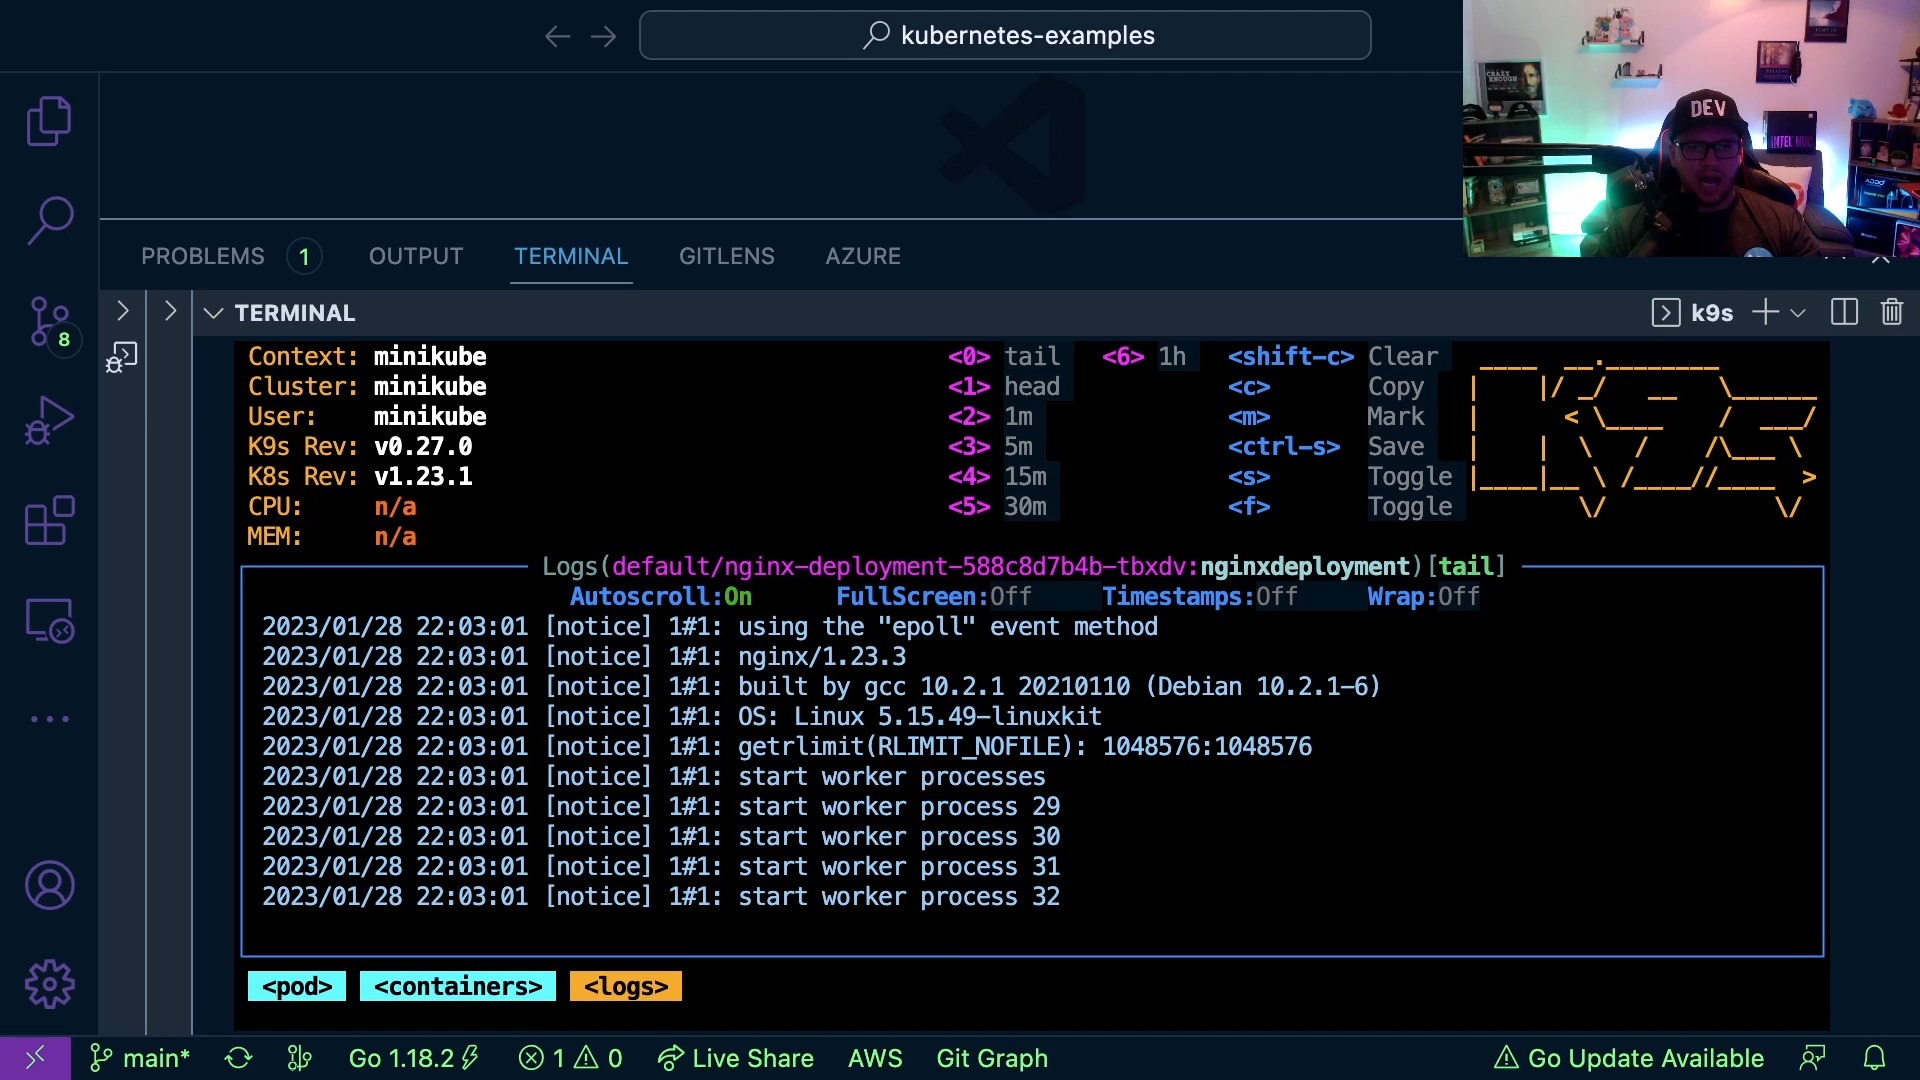 kubernetes-examples
CRAZY
ENOUGH
DEV
INTEL NUC
PROBLEMS 1 OUTPUT TERMINAL GITLENS AZURE
TERMINAL
k9s
8
Context: minikube <0> tail <6> 1h <shift-c> Clear
Cluster: minikube <1> head <c> Copy
User: minikube <2> 1m <m> Mark
K9s Rev: v0.27.0 <3> 5m <ctrl-s> Save
K8s Rev: v1.23.1 <4> 15m <s> Toggle
CPU: n/a <5> 30m <f> Toggle
MEM: n/a
Logs(default/nginx-deployment-588c8d7b4b-tbxdv:nginxdeployment)[tail]
Autoscroll:On FullScreen:Off Timestamps:Off Wrap:Off
2023/01/28 22:03:01 [notice] 1#1: using the "epoll" event method
2023/01/28 22:03:01 [notice] 1#1: nginx/1.23.3
2023/01/28 22:03:01 [notice] 1#1: built by gcc 10.2.1 20210110 (Debian 10.2.1-6)
2023/01/28 22:03:01 [notice] 1#1: OS: Linux 5.15.49-linuxkit
2023/01/28 22:03:01 [notice] 1#1: getrlimit(RLIMIT_NOFILE): 1048576:1048576
2023/01/28 22:03:01 [notice] 1#1: start worker processes
2023/01/28 22:03:01 [notice] 1#1: start worker process 29
2023/01/28 22:03:01 [notice] 1#1: start worker process 30
2023/01/28 22:03:01 [notice] 1#1: start worker process 31
2023/01/28 22:03:01 [notice] 1#1: start worker process 32
<pod> <containers> <logs>
main* Go 1.18.2 1 0 Live Share AWS Git Graph Go Update Available